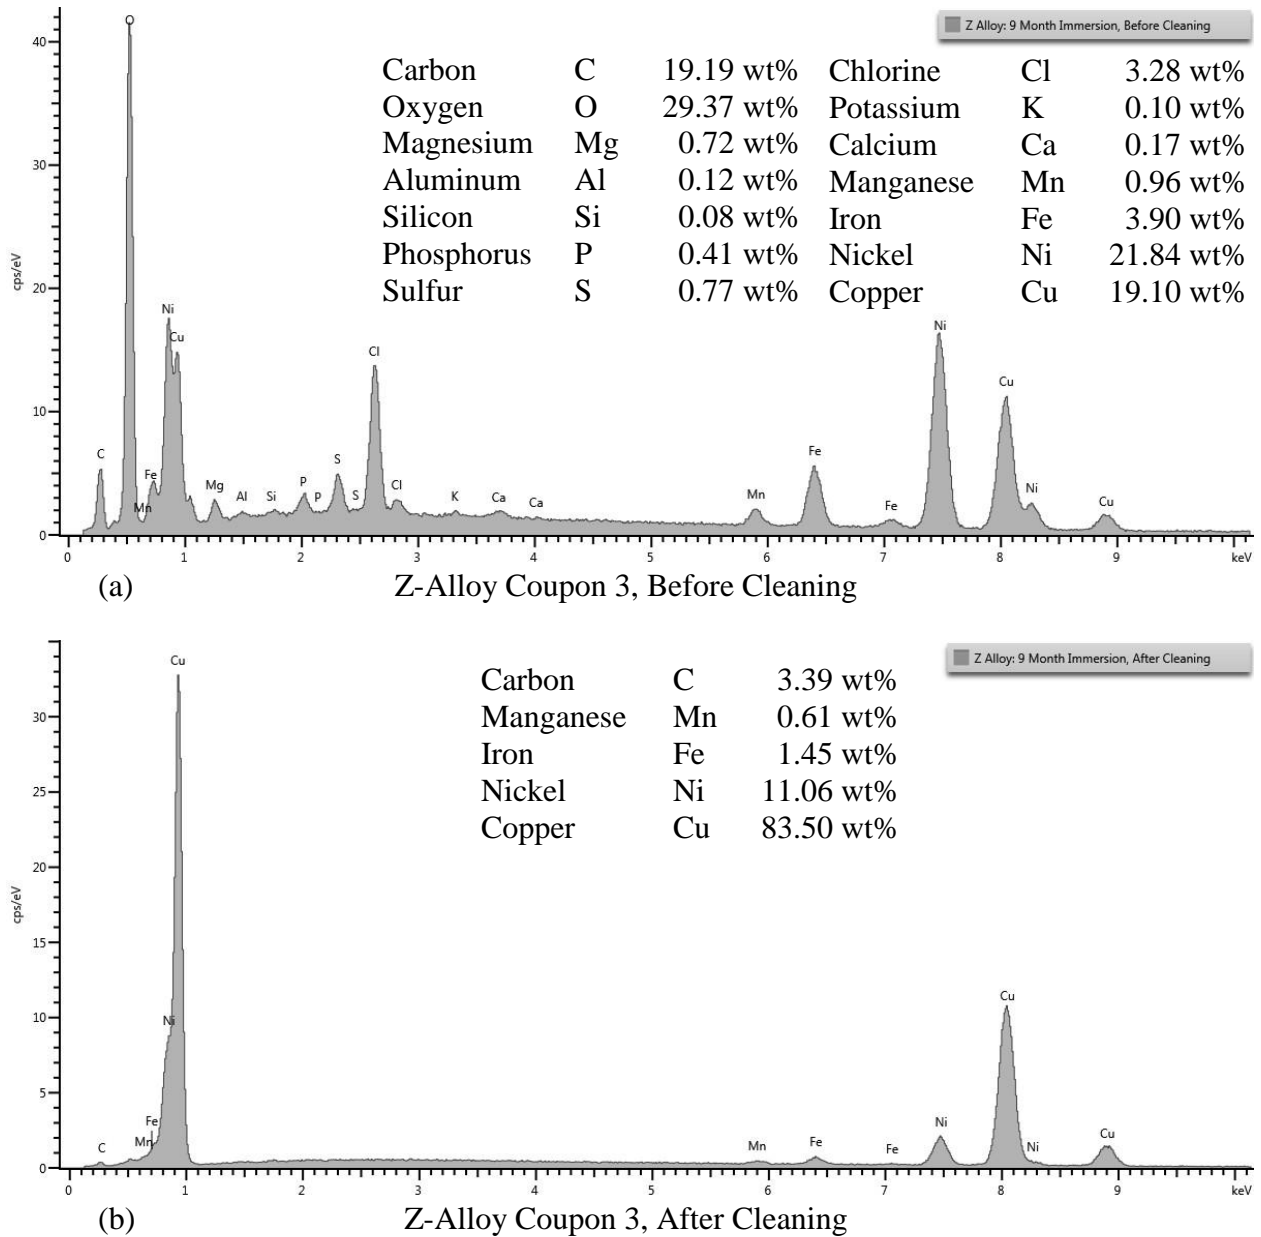 Z Alloy: 9 Month Immersion, Before Cleaning
Carbon C 19.19 wt% Chlorine Cl 3.28 wt%
Oxygen O 29.37 wt% Potassium K 0.10 wt%
Magnesium Mg 0.72 wt% Calcium Ca 0.17 wt%
Aluminum Al 0.12 wt% Manganese Mn 0.96 wt%
Silicon Si 0.08 wt% Iron Fe 3.90 wt%
Phosphorus P 0.41 wt% Nickel Ni 21.84 wt%
Sulfur S 0.77 wt% Copper Cu 19.10 wt%
cps/eV
40
30
20
10
0
O
C
Mn
Fe
Ni
Cu
Mg
Al
Si
P
P
S
S
Cl
Cl
K
Ca
Ca
Mn
Fe
Fe
Ni
Cu
Ni
Cu
0 1 2 3 4 5 6 7 8 9 keV
(a) Z-Alloy Coupon 3, Before Cleaning
Z Alloy: 9 Month Immersion, After Cleaning
Carbon C 3.39 wt%
Manganese Mn 0.61 wt%
Iron Fe 1.45 wt%
Nickel Ni 11.06 wt%
Copper Cu 83.50 wt%
cps/eV
30
25
20
15
10
5
0
C
Mn
Fe
Ni
Cu
Mn
Fe
Fe
Ni
Cu
Ni
Cu
0 1 2 3 4 5 6 7 8 9 keV
(b) Z-Alloy Coupon 3, After Cleaning